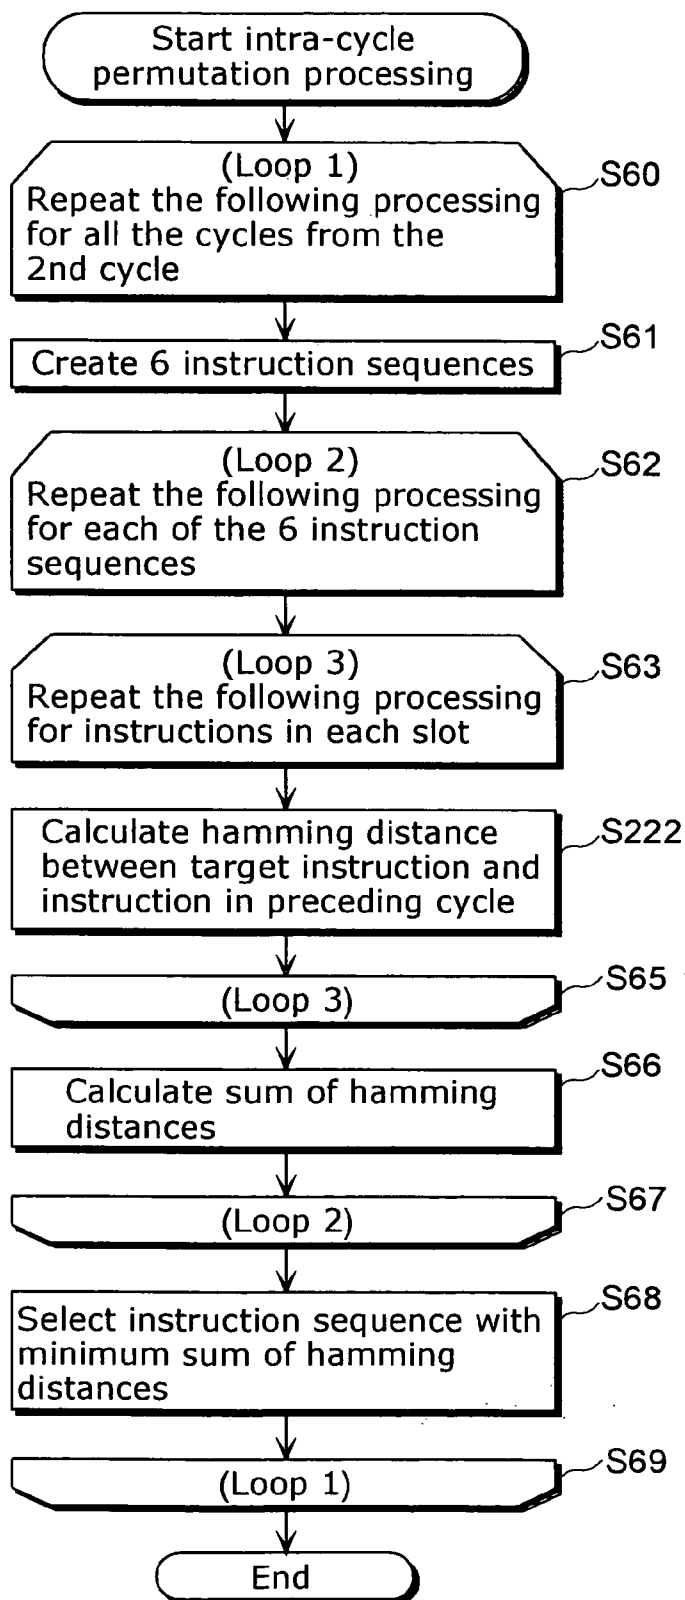 Start intra-cycle
permutation processing
(Loop 1)
Repeat the following processing
for all the cycles from the
2nd cycle
S60
Create 6 instruction sequences
S61
(Loop 2)
Repeat the following processing
for each of the 6 instruction
sequences
S62
(Loop 3)
Repeat the following processing
for instructions in each slot
S63
Calculate hamming distance
between target instruction and
instruction in preceding cycle
S222
(Loop 3)
S65
Calculate sum of hamming
distances
S66
(Loop 2)
S67
Select instruction sequence with
minimum sum of hamming
distances
S68
(Loop 1)
S69
End